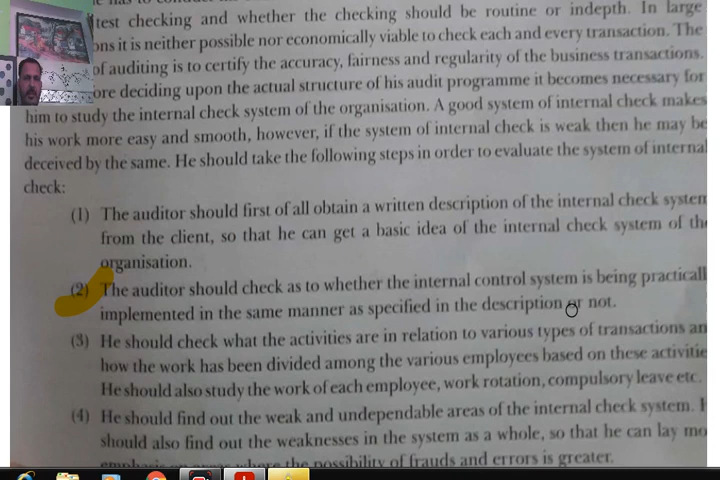 test checking and whether the checking should be routine or indepth. In large
it is neither possible nor economically viable to check each and every transaction. The
of auditing is to certify the accuracy, fairness and regularity of the business transactions.
deciding upon the actual structure of his audit programme it becomes necessary for
him to study the internal check system of the organisation. A good system of internal check makes
his work more easy and smooth, however, if the system of internal check is weak then he may be
deceived by the same. He should take the following steps in order to evaluate the system of internal
check:
(1) The auditor should first of all obtain a written description of the internal check system
from the client, so that he can get a basic idea of the internal check system of the
organisation.
(2) The auditor should check as to whether the internal control system is being practicall
implemented in the same manner as specified in the description or not.
(3) He should check what the activities are in relation to various types of transactions an
how the work has been divided among the various employees based on these activitie
He should also study the work of each employee, work rotation, compulsory leave etc.
(4) He should find out the weak and undependable areas of the internal check system.
should also find out the weaknesses in the system as a whole, so that he can lay mo
where the possibility of frauds and errors is greater.